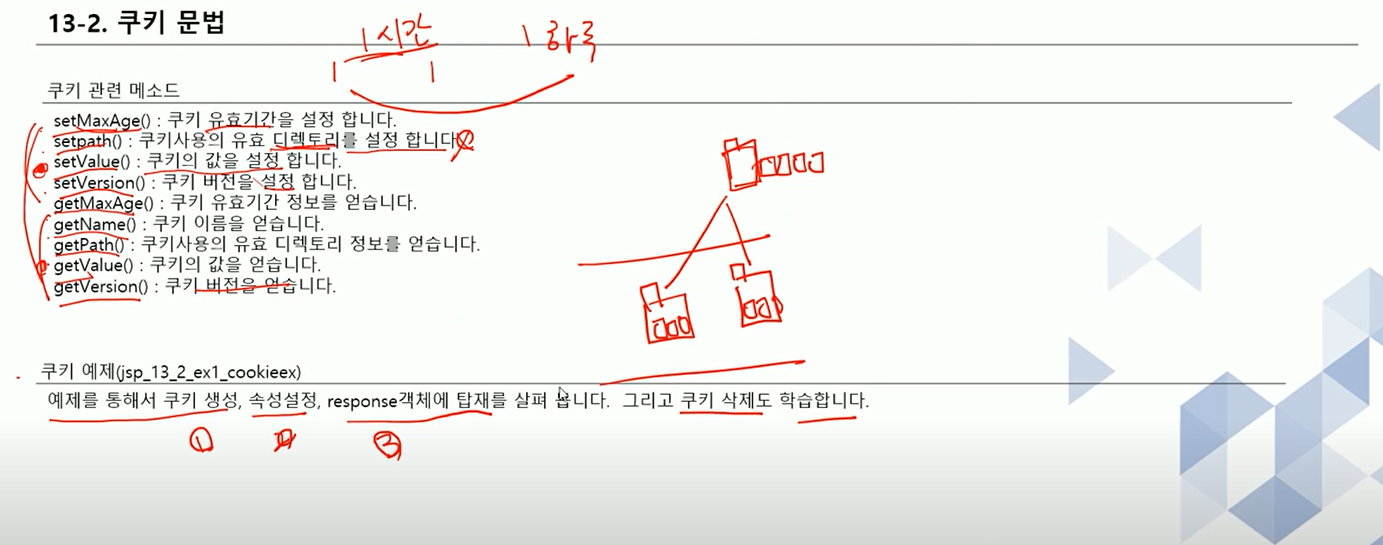 13-2. 쿠키 문법
1시간 1하루
쿠키 관련 메소드
setMaxAge() : 쿠키 유효기간을 설정 합니다.
setpath() : 쿠키사용의 유효 디렉토리를 설정 합니다.
setValue() : 쿠키의 값을 설정 합니다.
setVersion() : 쿠키 버전을 설정 합니다.
getMaxAge() : 쿠키 유효기간 정보를 얻습니다.
getName() : 쿠키 이름을 얻습니다.
getPath() : 쿠키사용의 유효 디렉토리 정보를 얻습니다.
getValue() : 쿠키의 값을 얻습니다.
getVersion() : 쿠키 버전을 얻습니다.
쿠키 예제(jsp_13_2_ex1_cookieex)
예제를 통해서 쿠키 생성, 속성설정, response객체에 탑재를 살펴 봅니다. 그리고 쿠키 삭제도 학습합니다.
① ② ③